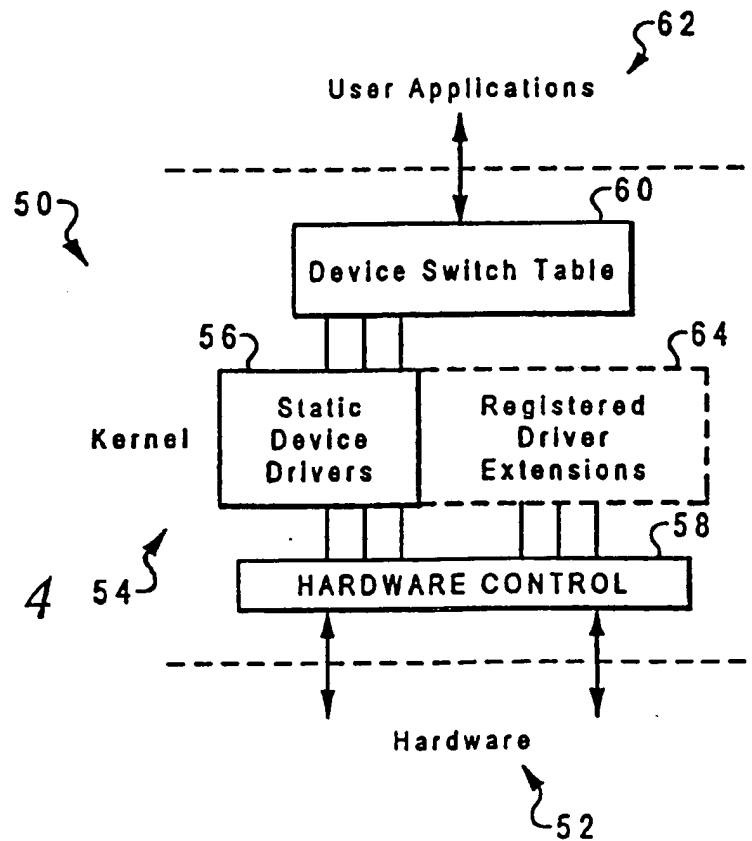 62
User Applications
50
60
Device Switch Table
56
64
Static
Device
Drivers
Registered
Driver
Extensions
Kernel
58
HARDWARE CONTROL
4
54
Hardware
52